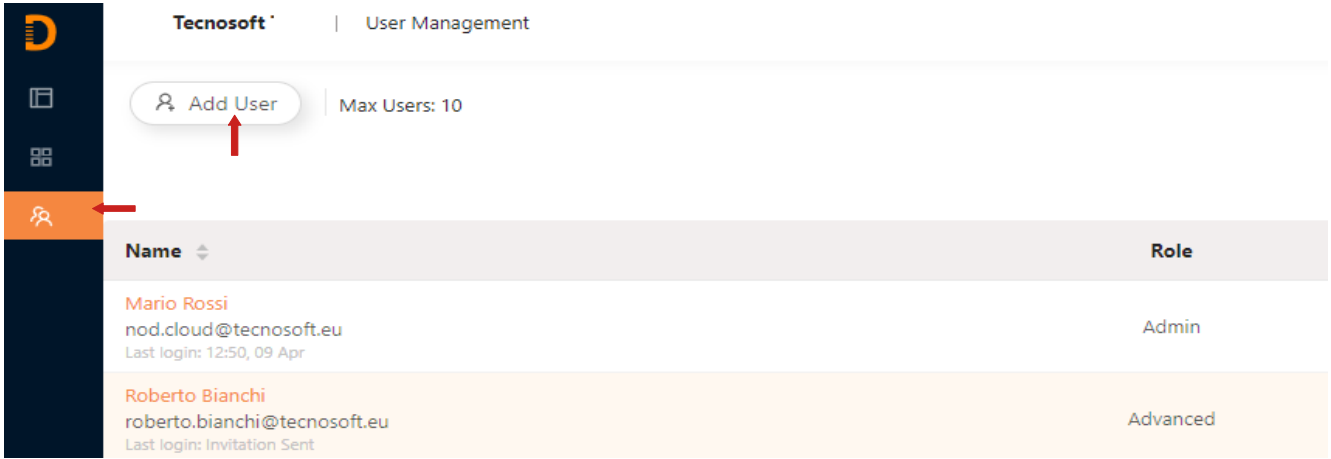 Tecnosoft | User Management
Add User | Max Users: 10
Name Role
Mario Rossi
nod.cloud@tecnosoft.eu Admin
Last login: 12:50, 09 Apr
Roberto Bianchi
roberto.bianchi@tecnosoft.eu Advanced
Last login: Invitation Sent